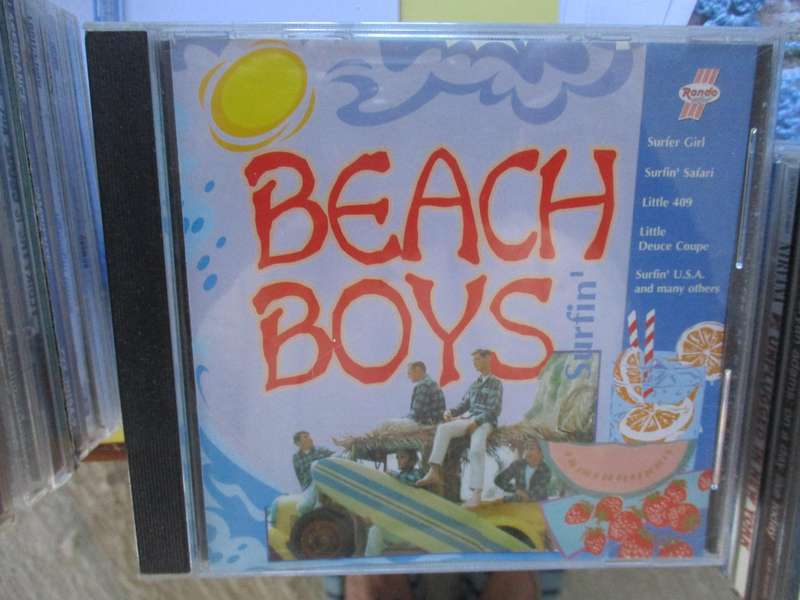 BEACH
BOYS
Surfin'
Rondo
Surfer Girl
Surfin' Safari
Little 409
Little
Deuce Coupe
Surfin' U.S.A.
and many others